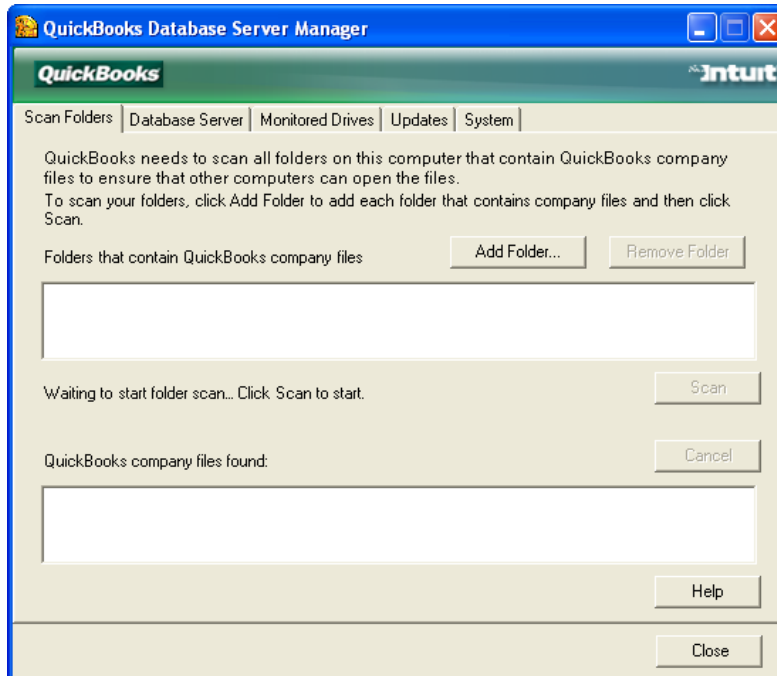 QuickBooks Database Server Manager
QuickBooks Intuit
Scan Folders Database Server Monitored Drives Updates System
QuickBooks needs to scan all folders on this computer that contain QuickBooks company
files to ensure that other computers can open the files.
To scan your folders, click Add Folder to add each folder that contains company files and then click
Scan.
Folders that contain QuickBooks company files Add Folder... Remove Folder
Waiting to start folder scan... Click Scan to start. Scan
QuickBooks company files found: Cancel
Help
Close